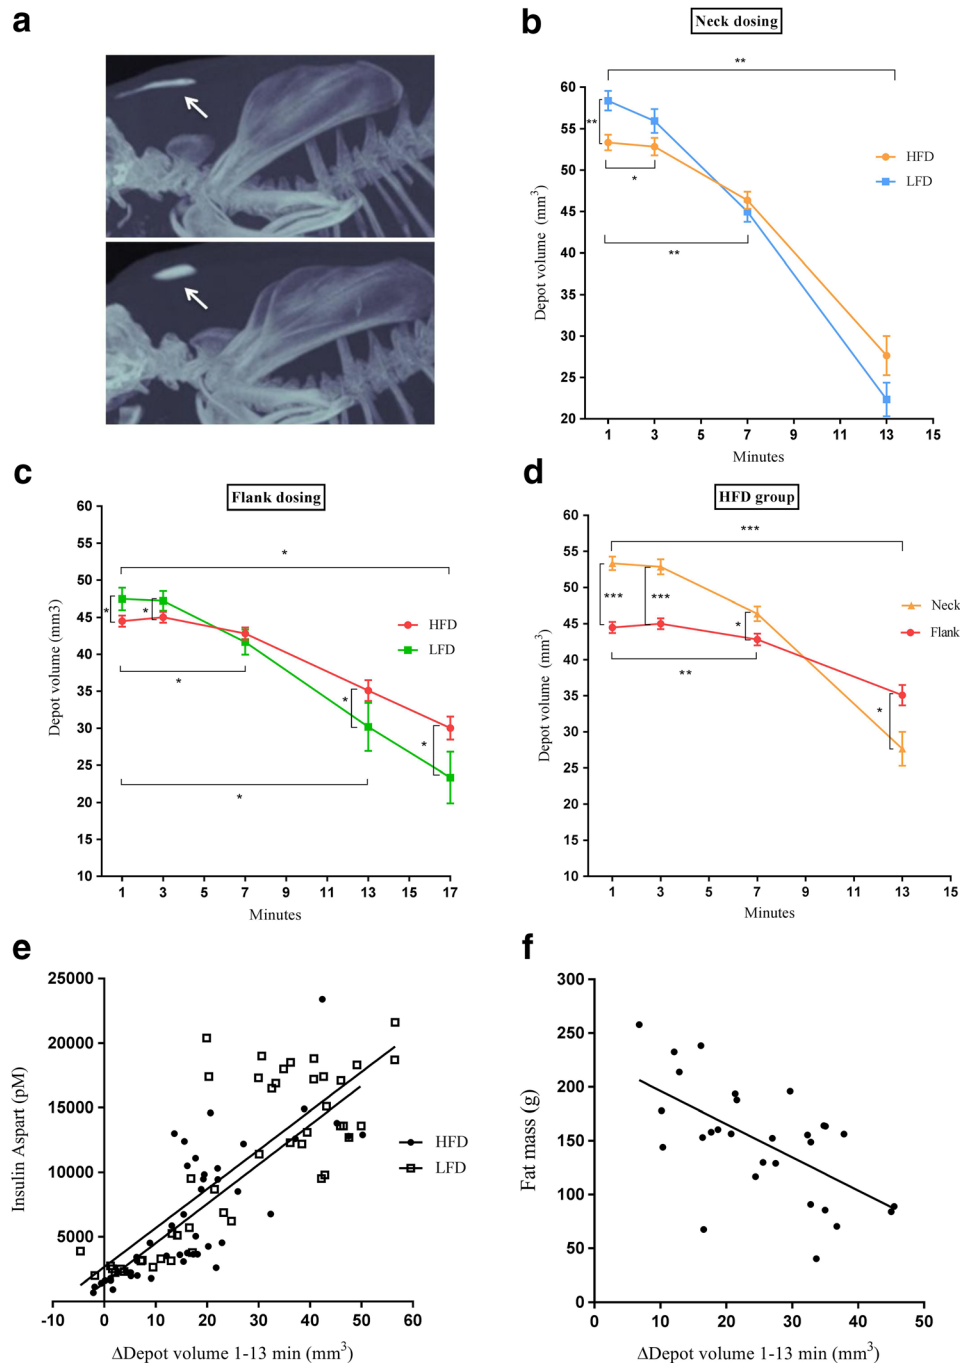 a
b
Neck dosing
**
60
55
50
45
40
35
30
25
20
**
*
**
HFD
LFD
Depot volume (mm3)
1 3 5 7 9 11 13 15
Minutes
c
Flank dosing
60
55
50
45
40
35
30
25
20
15
10
*
*
*
*
*
*
*
HFD
LFD
Depot volume (mm3)
1 3 5 7 9 11 13 15 17
Minutes
d
HFD group
60
55
50
45
40
35
30
25
20
15
10
***
***
***
*
**
*
Neck
Flank
Depot volume (mm3)
1 3 5 7 9 11 13 15
Minutes
e
25000
20000
15000
10000
5000
Insulin Aspart (pM)
HFD
LFD
-10 0 10 20 30 40 50 60
ΔDepot volume 1-13 min (mm3)
f
300
250
200
150
100
50
0
Fat mass (g)
0 10 20 30 40 50
ΔDepot volume 1-13 min (mm3)